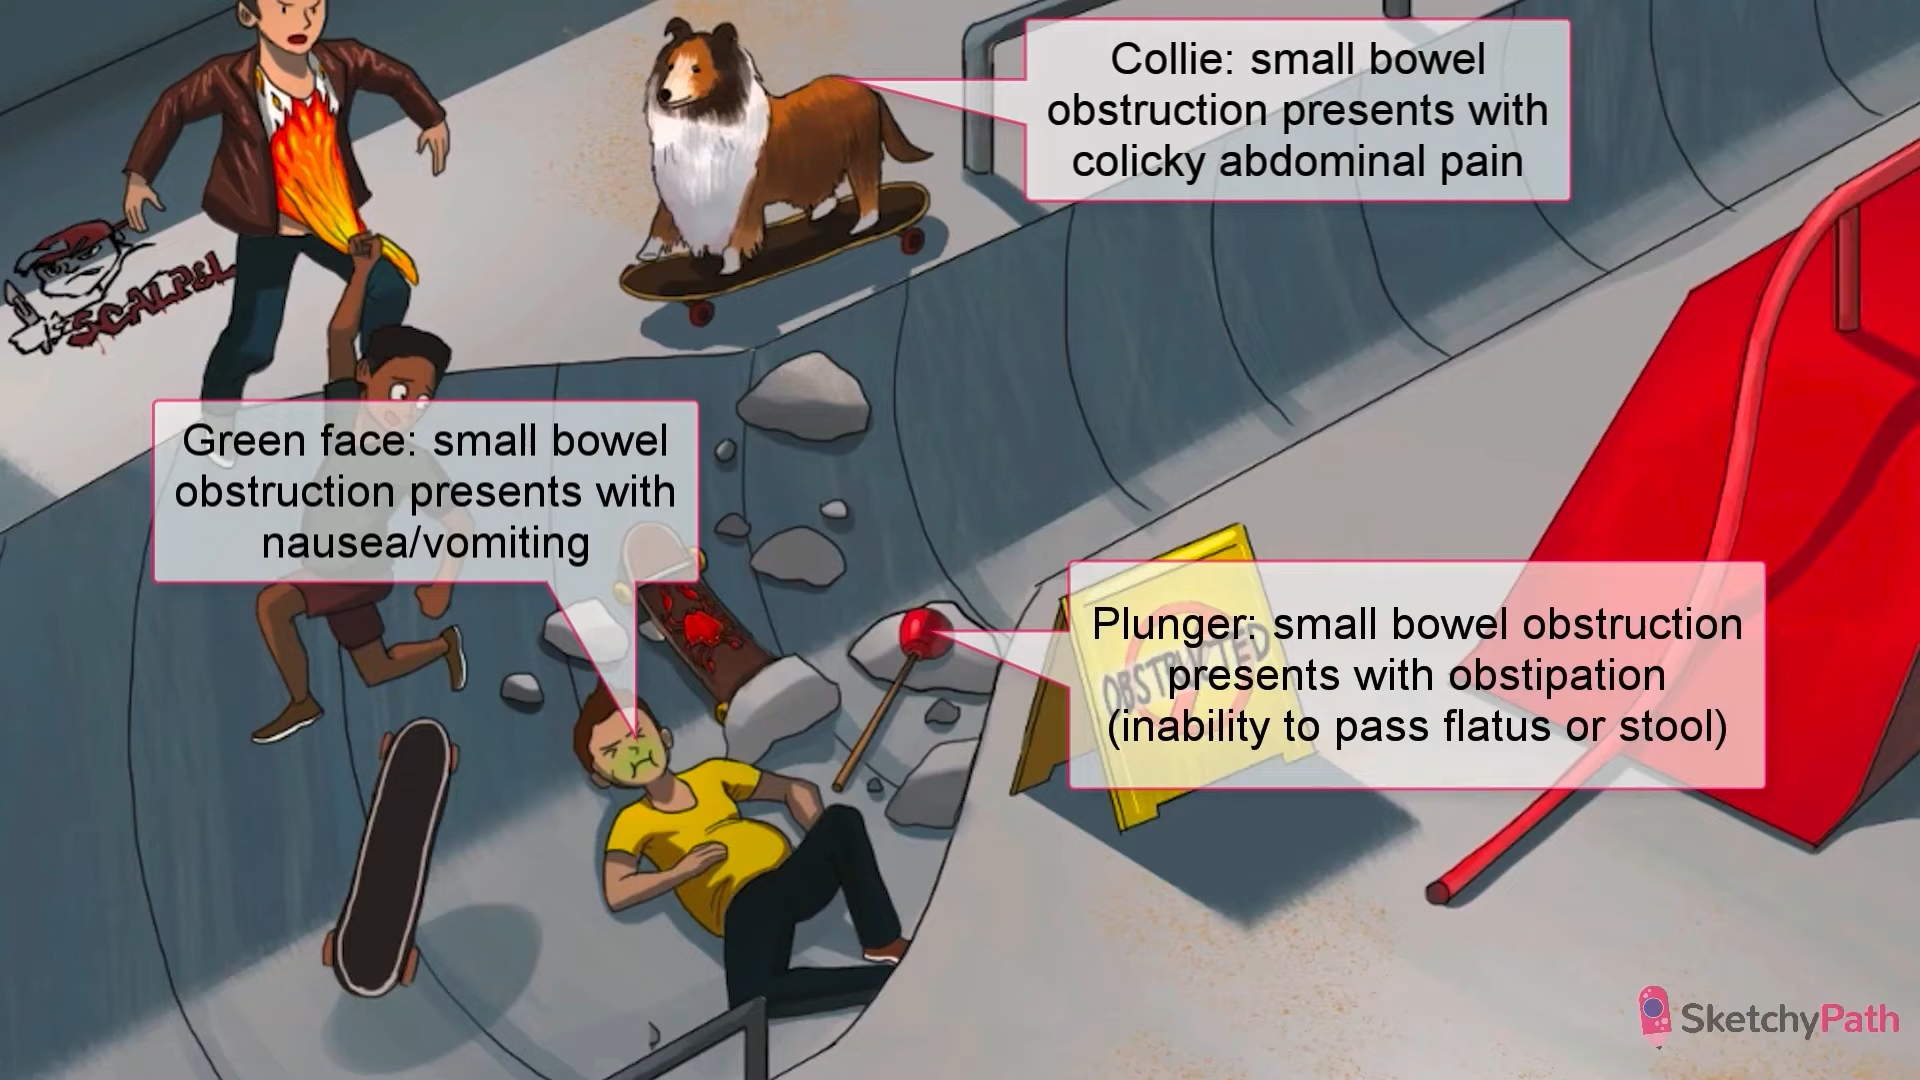 Collie: small bowel
obstruction presents with
colicky abdominal pain
SCALPEL
Green face: small bowel
obstruction presents with
nausea/vomiting
Plunger: small bowel obstruction
presents with obstipation
(inability to pass flatus or stool)
OBSTRUCTED
SketchyPath